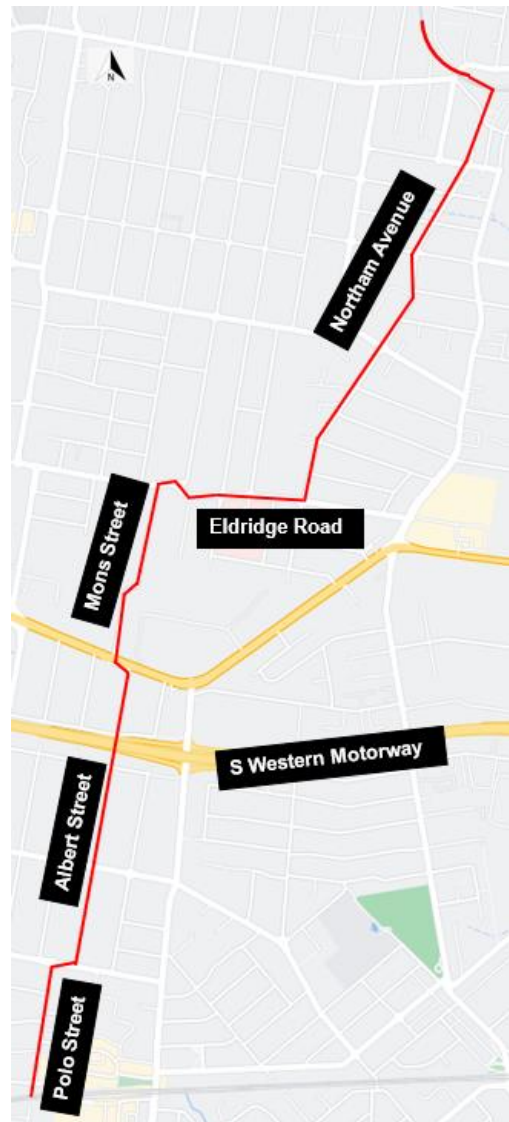 N
Northam Avenue
Eldridge Road
Mons Street
S Western Motorway
Albert Street
Polo Street